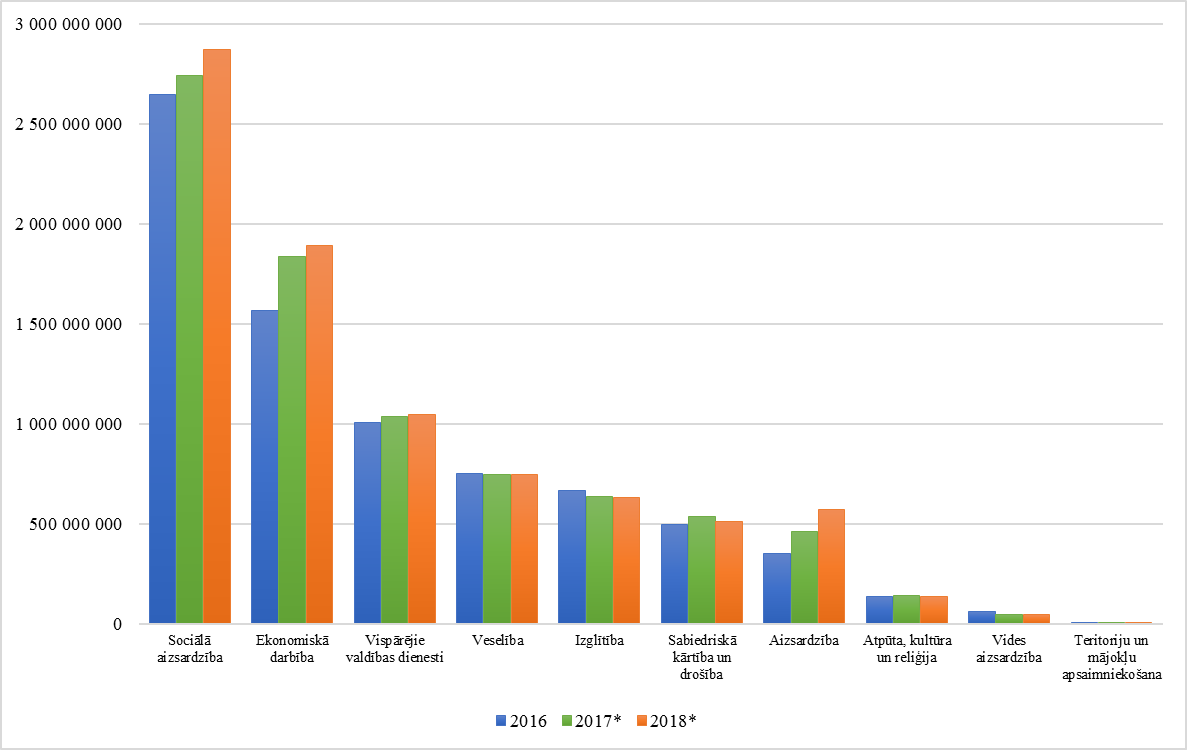 3 000 000 000
2 500 000 000
2 000 000 000
1 500 000 000
1 000 000 000
500 000 000
0
Sociālā
aizsardzība
Ekonomiskā
darbība
Vispārējie
valdības dienesti
Veselība
Izglītība
Sabiedriskā
kārtība un
drošība
Aizsardzība
Atpūta, kultūra
un reliģija
Vides
aizsardzība
Teritoriju un
mājokļu
apsaimniekošana
2016
2017*
2018*